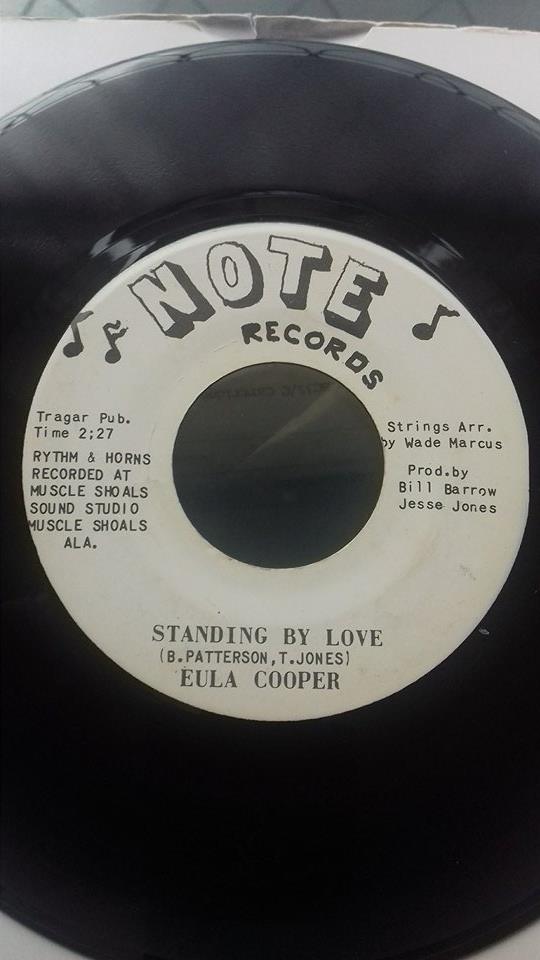 NOTE
RECORDS
Tragar Pub.
Time 2;27
RYTHM & HORNS
RECORDED AT
MUSCLE SHOALS
SOUND STUDIO
MUSCLE SHOALS
ALA.
Strings Arr.
by Wade Marcus
Prod.by
Bill Barrow
Jesse Jones
STANDING BY LOVE
(B.PATTERSON,T.JONES)
EULA COOPER